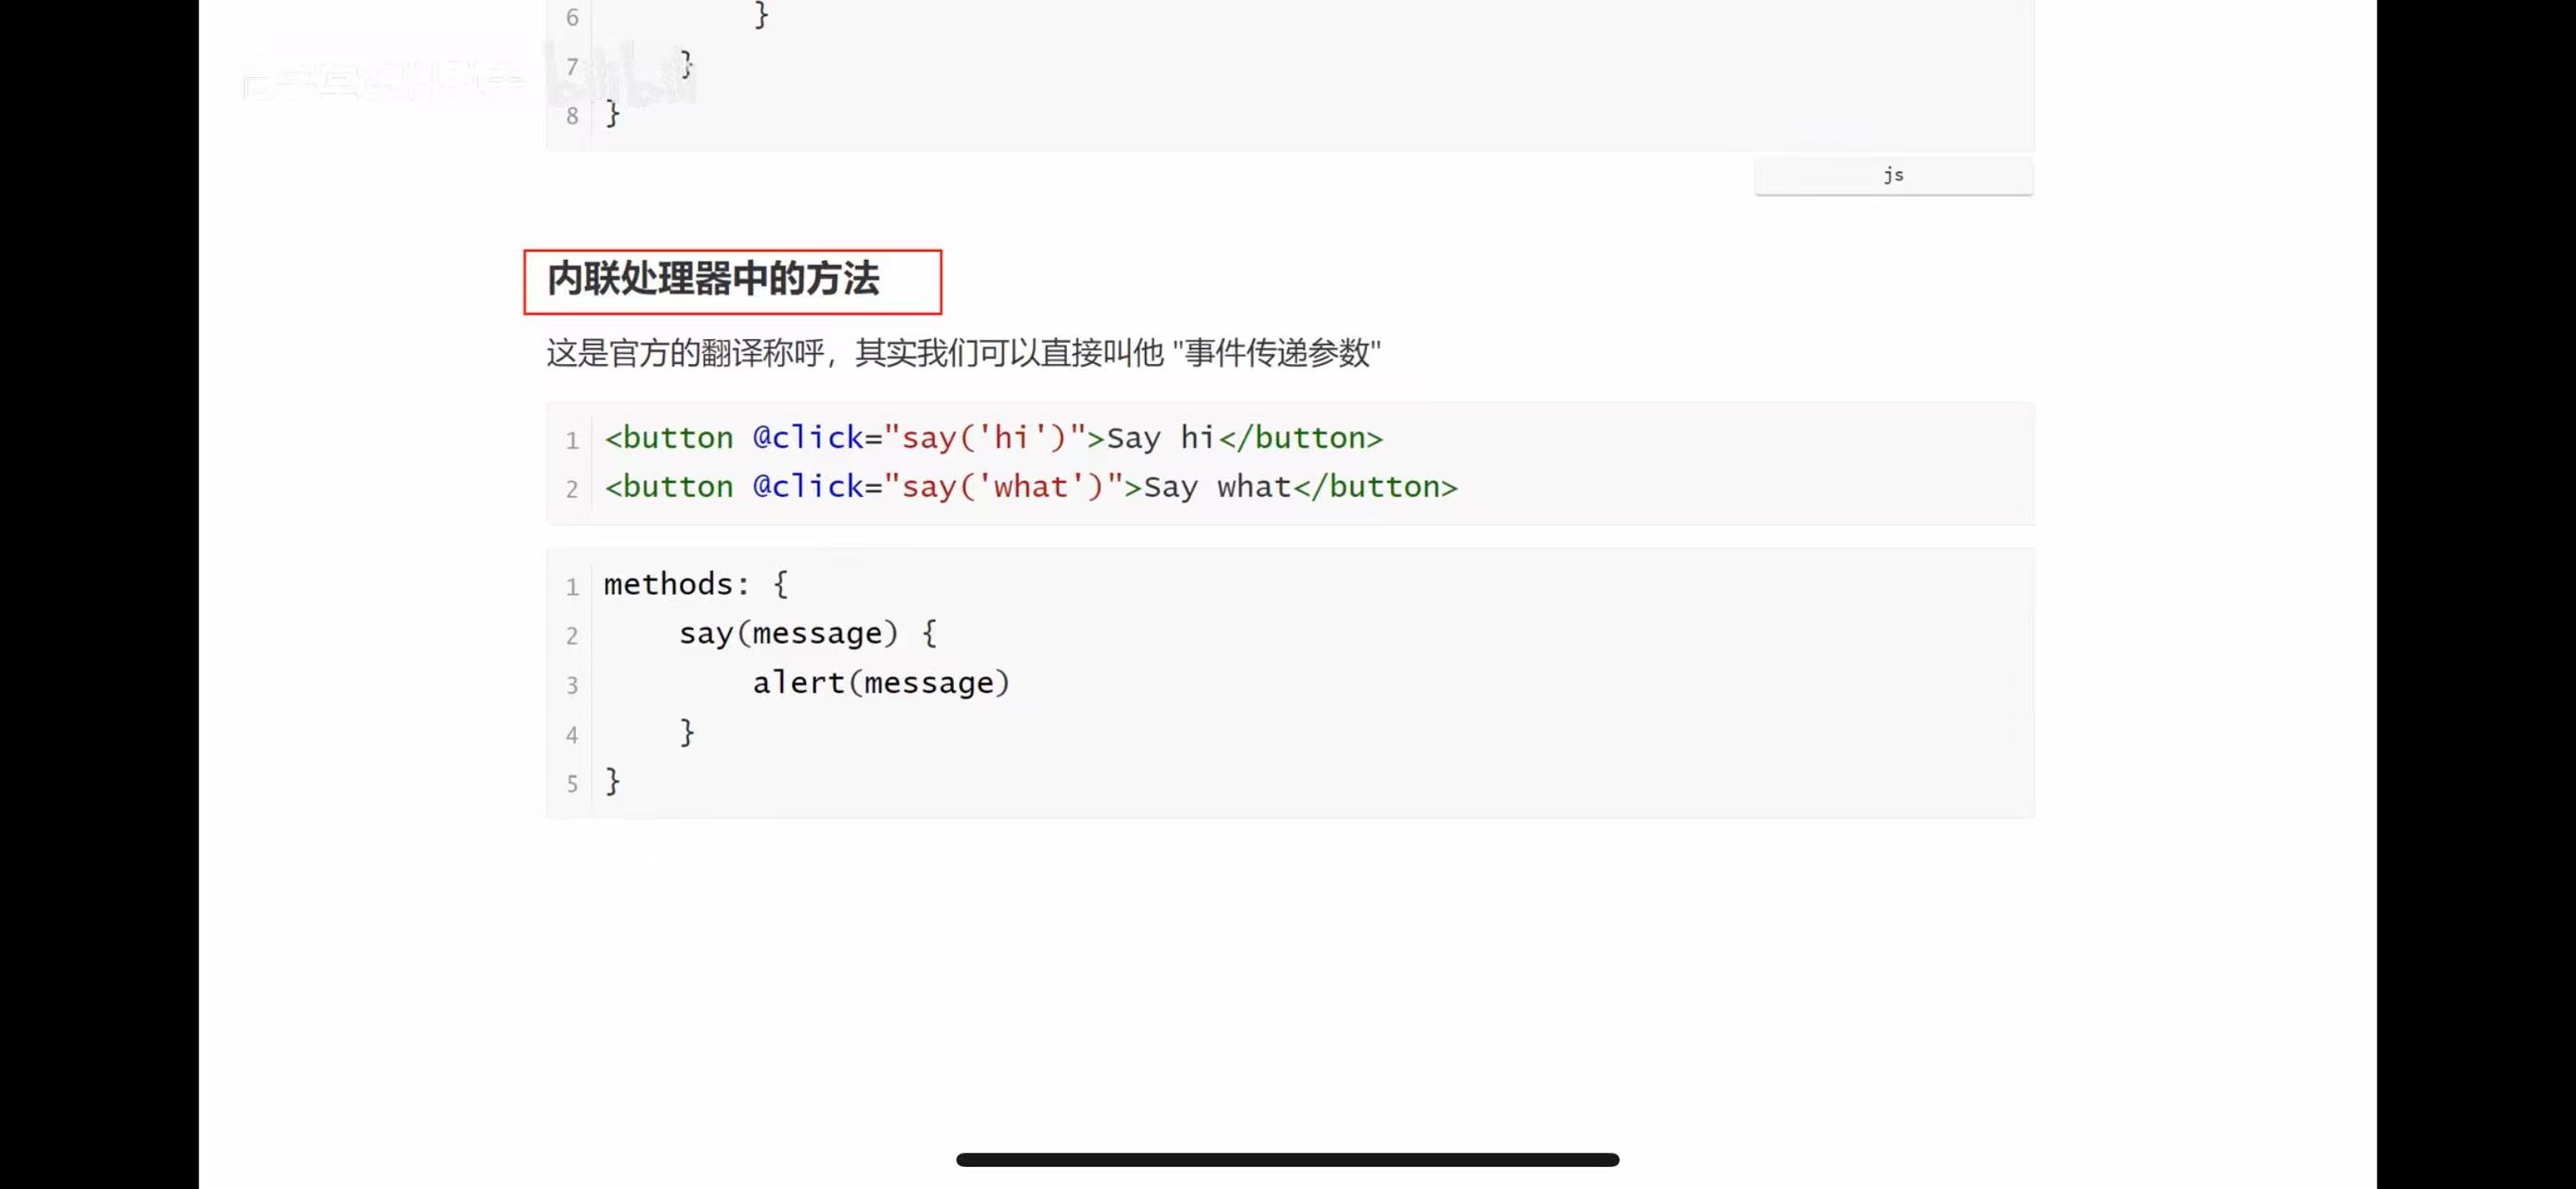 6 }
7 }
8 }
js
内联处理器中的方法
这是官方的翻译称呼，其实我们可以直接叫他 "事件传递参数"
1 <button @click="say('hi')">Say hi</button>
2 <button @click="say('what')">Say what</button>
1 methods: {
2 say(message) {
3 alert(message)
4 }
5 }